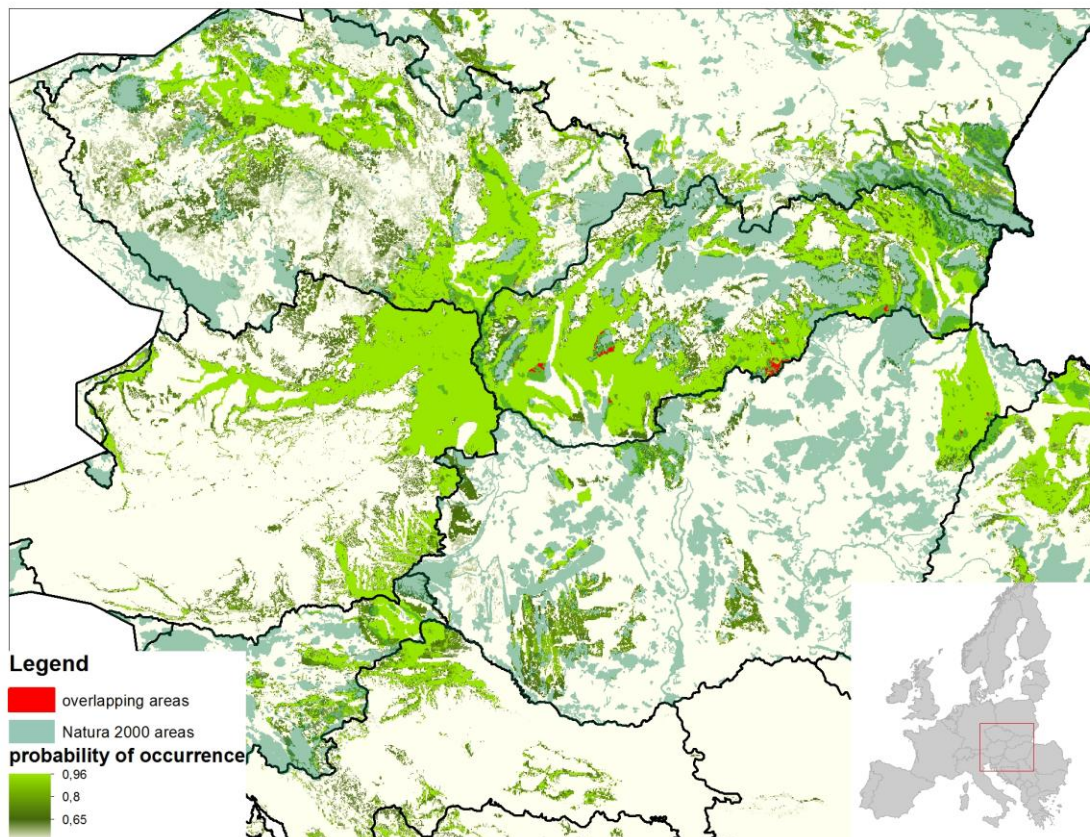 Legend
overlapping areas
Natura 2000 areas
probability of occurrence
0,96
0,8
0,65